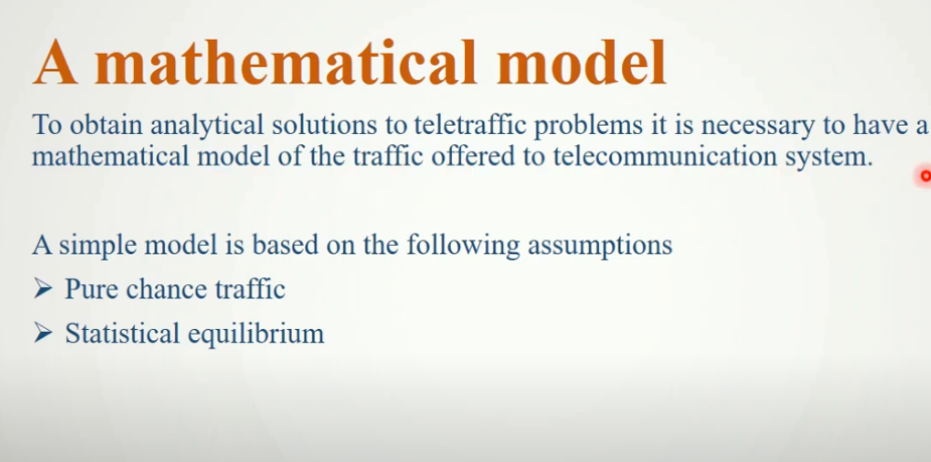 A mathematical model
To obtain analytical solutions to teletraffic problems it is necessary to have a
mathematical model of the traffic offered to telecommunication system.
A simple model is based on the following assumptions
➢ Pure chance traffic
➢ Statistical equilibrium